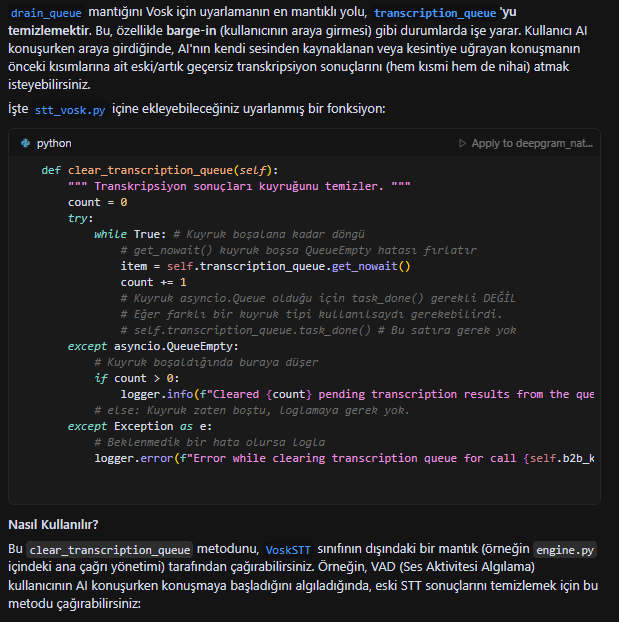 drain_queue mantığını Vosk için uyarlamanın en mantıklı yolu, transcription_queue'yu
temizlemektir. Bu, özellikle barge-in (kullanıcının araya girmesi) gibi durumlarda işe yarar. Kullanıcı AI
konuşurken araya girdiğinde, AI'nın kendi sesinden kaynaklanan veya kesintiye uğrayan konuşmanın
önceki kısımlarına ait eski/artık geçersiz transkripsiyon sonuçlarını (hem kısmi hem de nihai) atmak
isteyebilirsiniz.
İşte stt_vosk.py içine ekleyebileceğiniz uyarlanmış bir fonksiyon:
python
Apply to deepgram_nat...
def clear_transcription_queue(self):
""" Transkripsiyon sonuçları kuyruğunu temizler. """
count = 0
try:
while True: # Kuyruk boşalana kadar döngü
# get_nowait() kuyruk boşsa QueueEmpty hatası fırlatır
item = self.transcription_queue.get_nowait()
count += 1
# Kuyruk asyncio.Queue olduğu için task_done() gerekli DEĞİL
# Eğer farklı bir kuyruk tipi kullanılsaydı gerekebilirdi.
# self.transcription_queue.task_done() # Bu satıra gerek yok
except asyncio.QueueEmpty:
# Kuyruk boşaldığında buraya düşer
if count > 0:
logger.info(f"Cleared {count} pending transcription results from the que
# else: Kuyruk zaten boştu, loglamaya gerek yok.
except Exception as e:
# Beklenmedik bir hata olursa logla
logger.error(f"Error while clearing transcription queue for call {self.b2b_k
Nasıl Kullanılır?
Bu clear_transcription_queue metodunu, VoskSTT sınıfının dışındaki bir mantık (örneğin engine.py
içindeki ana çağrı yönetimi) tarafından çağırabilirsiniz. Örneğin, VAD (Ses Aktivitesi Algılama)
kullanıcının AI konuşurken konuşmaya başladığını algıladığında, eski STT sonuçlarını temizlemek için bu
metodu çağırabilirsiniz: